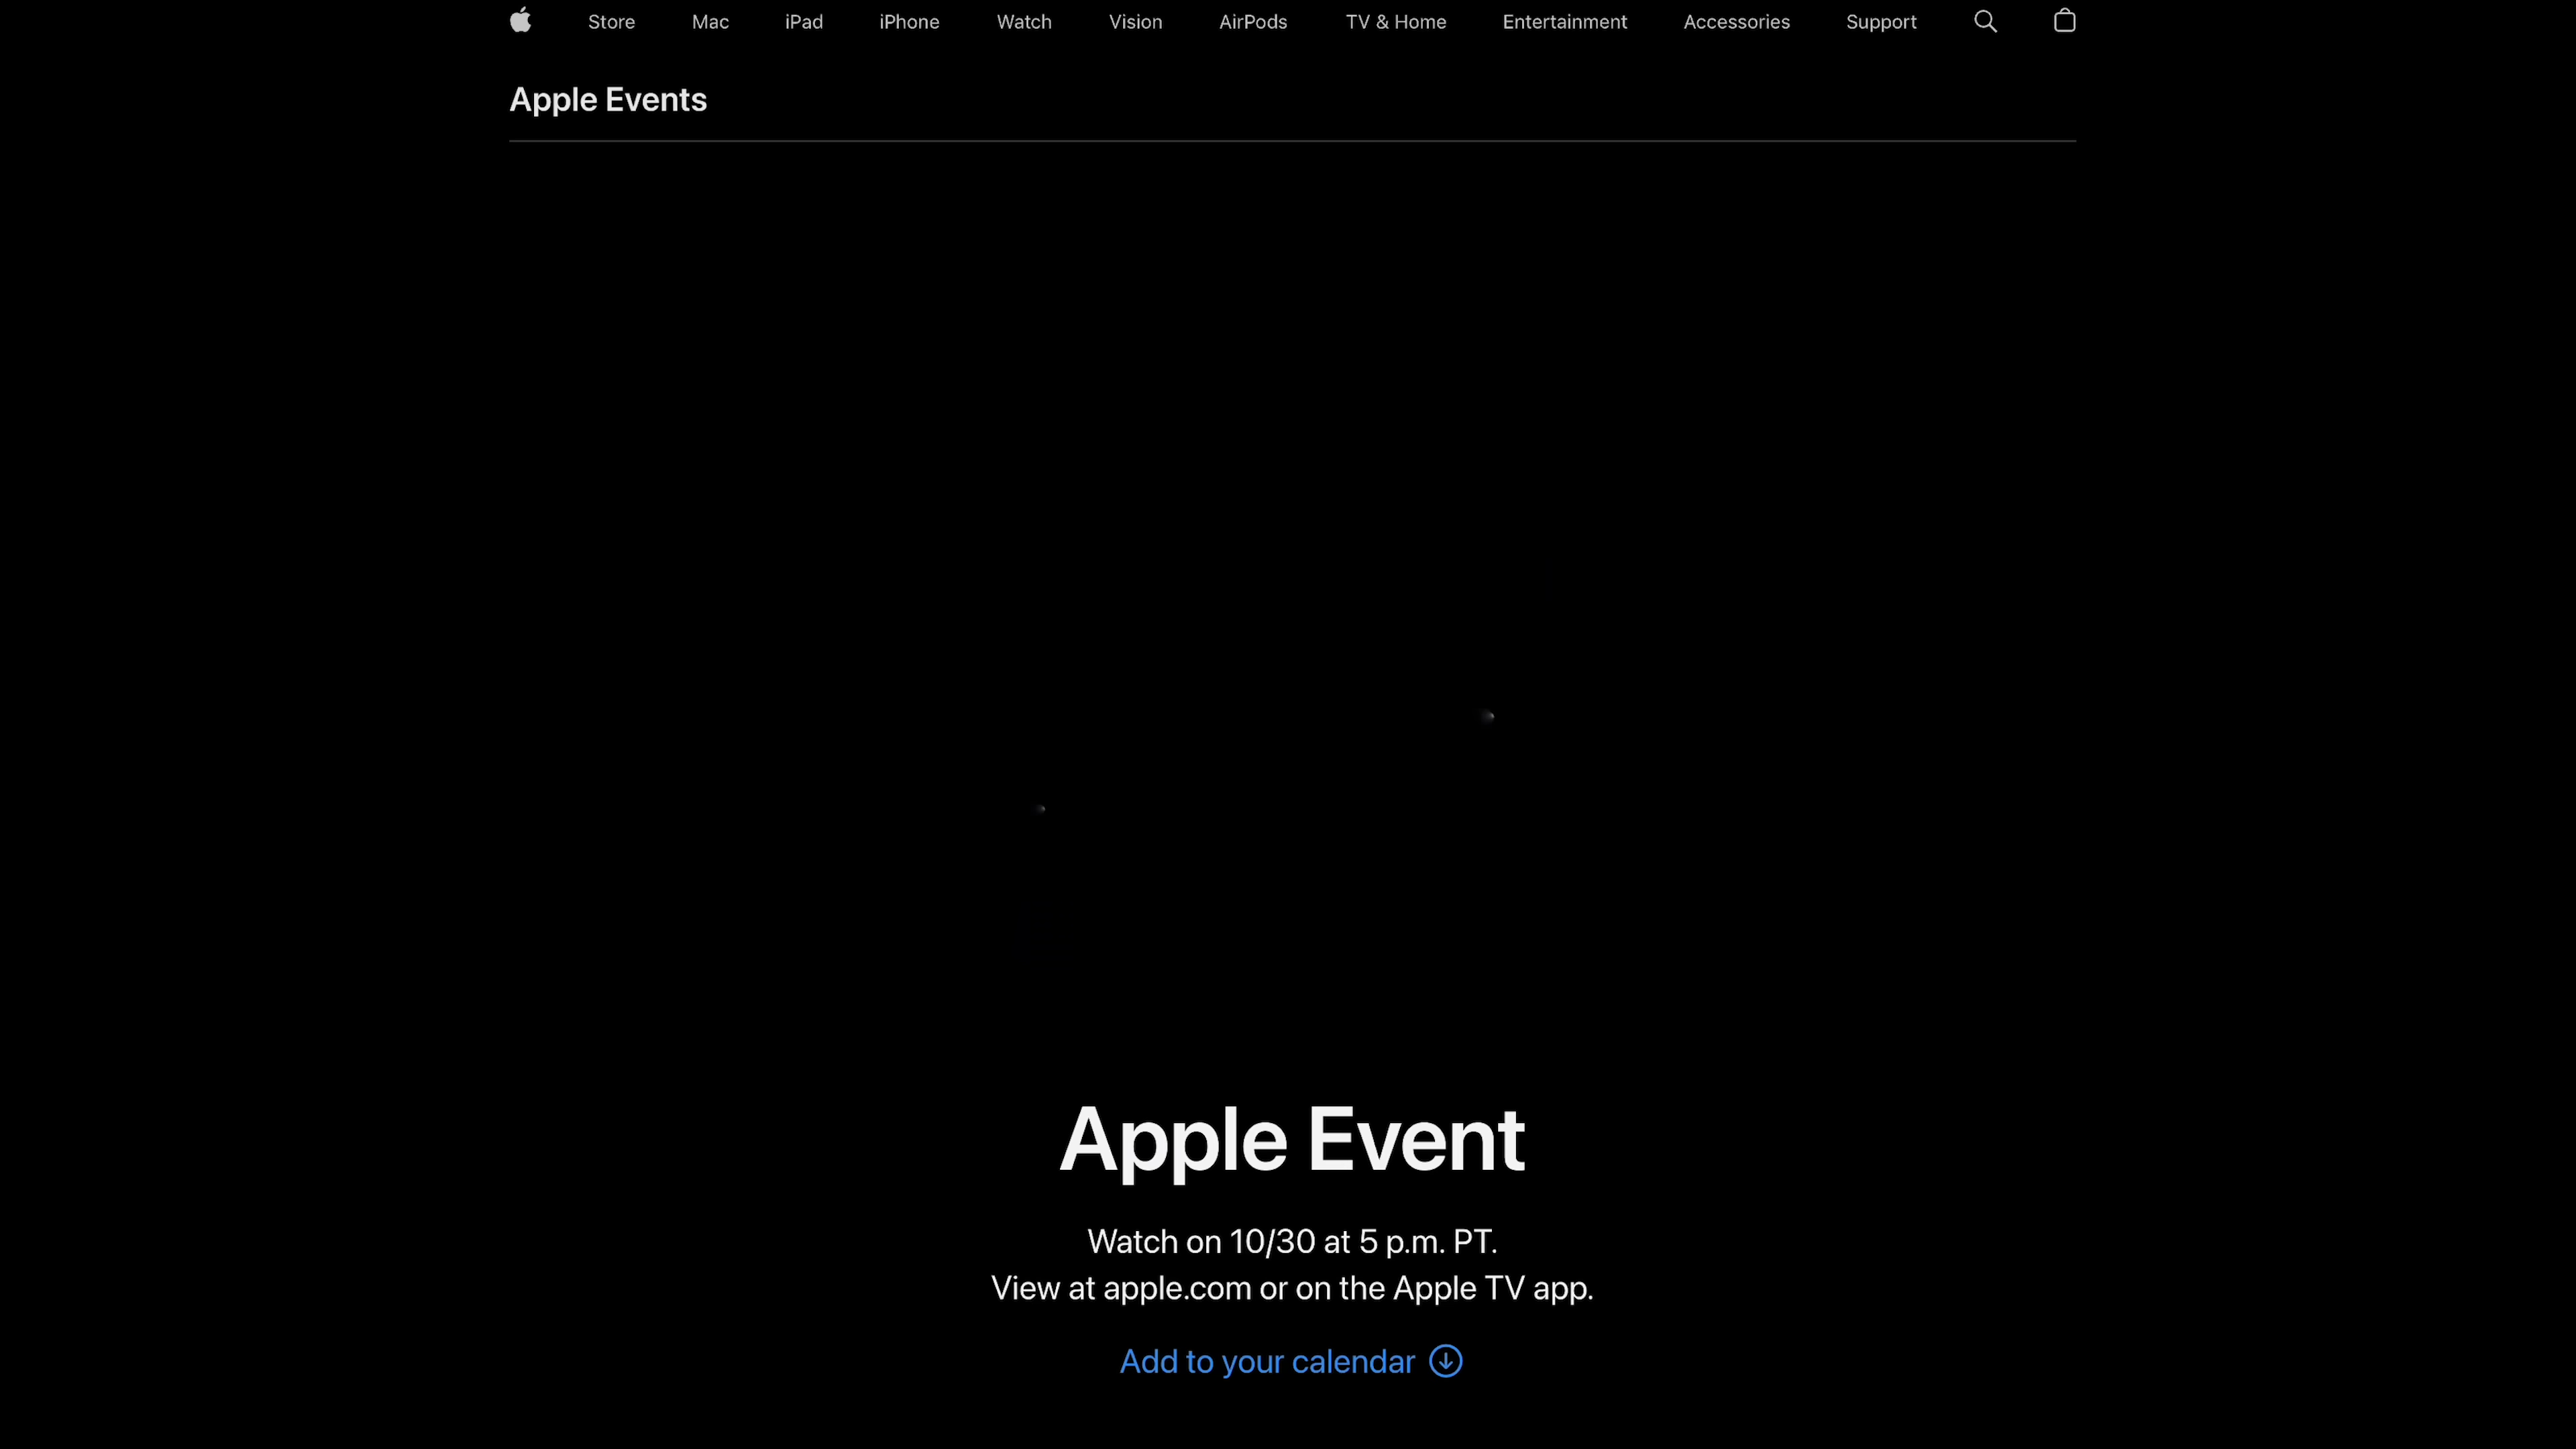 Store Mac iPad iPhone Watch Vision AirPods TV & Home Entertainment Accessories Support
Apple Events
Apple Event
Watch on 10/30 at 5 p.m. PT.
View at apple.com or on the Apple TV app.
Add to your calendar